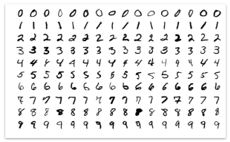 0 0 0 0 0 0 0 0 0 0 0 0 0 0 0 0
1 1 1 1 1 1 1 1 1 1 1 1 1 1 1 1
2 2 2 2 2 2 2 2 2 2 2 2 2 2 2 2
3 3 3 3 3 3 3 3 3 3 3 3 3 3 3 3
4 4 4 4 4 4 4 4 4 4 4 4 4 4 4 4
5 5 5 5 5 5 5 5 5 5 5 5 5 5 5 5
6 6 6 6 6 6 6 6 6 6 6 6 6 6 6 6
7 7 7 7 7 7 7 7 7 7 7 7 7 7 7 7
8 8 8 8 8 8 8 8 8 8 8 8 8 8 8 8
9 9 9 9 9 9 9 9 9 9 9 9 9 9 9 9